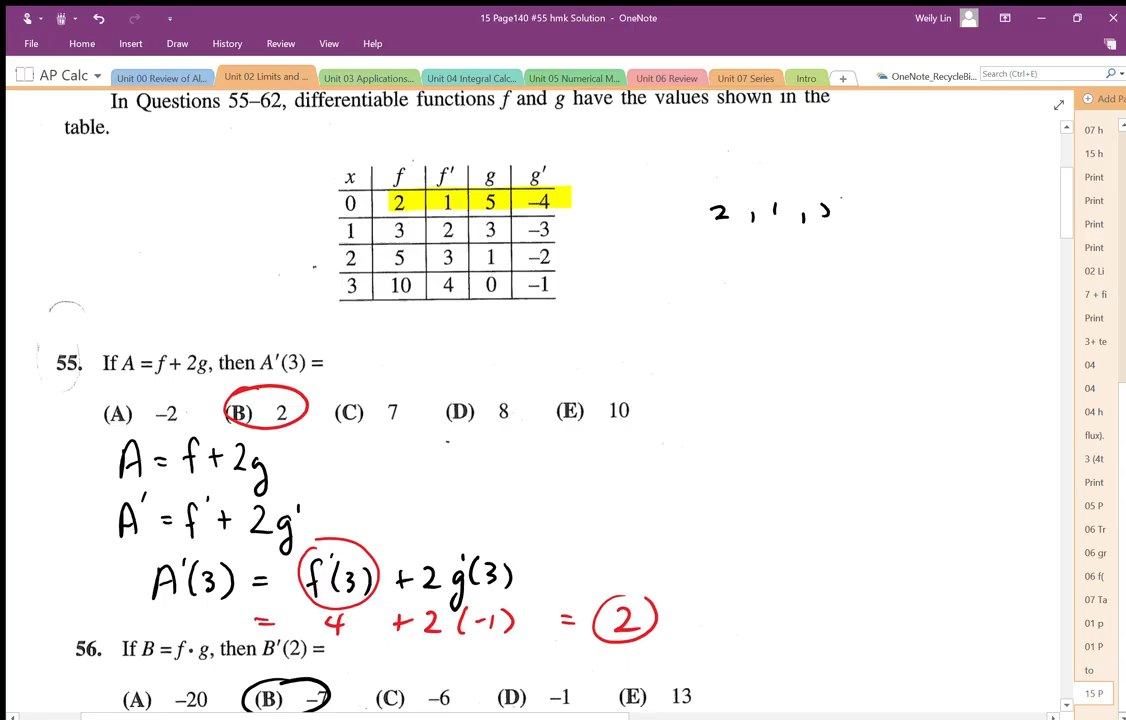 15 Page140 #55 hmk Solution - OneNote
Weily Lin
File Home Insert Draw History Review View Help
AP Calc
Unit 00 Review of Al...
Unit 02 Limits and ...
Unit 03 Applications...
Unit 04 Integral Calc...
Unit 05 Numerical M...
Unit 06 Review
Unit 07 Series
Intro
OneNote_RecycleBi...
Search (Ctrl+E)
In Questions 55–62, differentiable functions f and g have the values shown in the
table.
x f f' g g'
0 2 1 5 –4
1 3 2 3 –3
2 5 3 1 –2
3 10 4 0 –1
2 , 1 ,
55. If A = f + 2g, then A'(3) =
(A) –2 (B) 2 (C) 7 (D) 8 (E) 10
A = f + 2g
A' = f' + 2g'
A'(3) = f'(3) + 2g'(3)
= 4 + 2(-1) = 2
56. If B = f · g, then B'(2) =
(A) –20 (B) –7 (C) –6 (D) –1 (E) 13
Add Pa
07 h
15 h
Print
Print
Print
Print
02 Li
7 + fi
Print
3+ te
04
04
04 h
flux).
3 (4t
Print
05 P
06 Tr
06 gr
06 f(
07 Ta
01 p
01 P
to
15 P